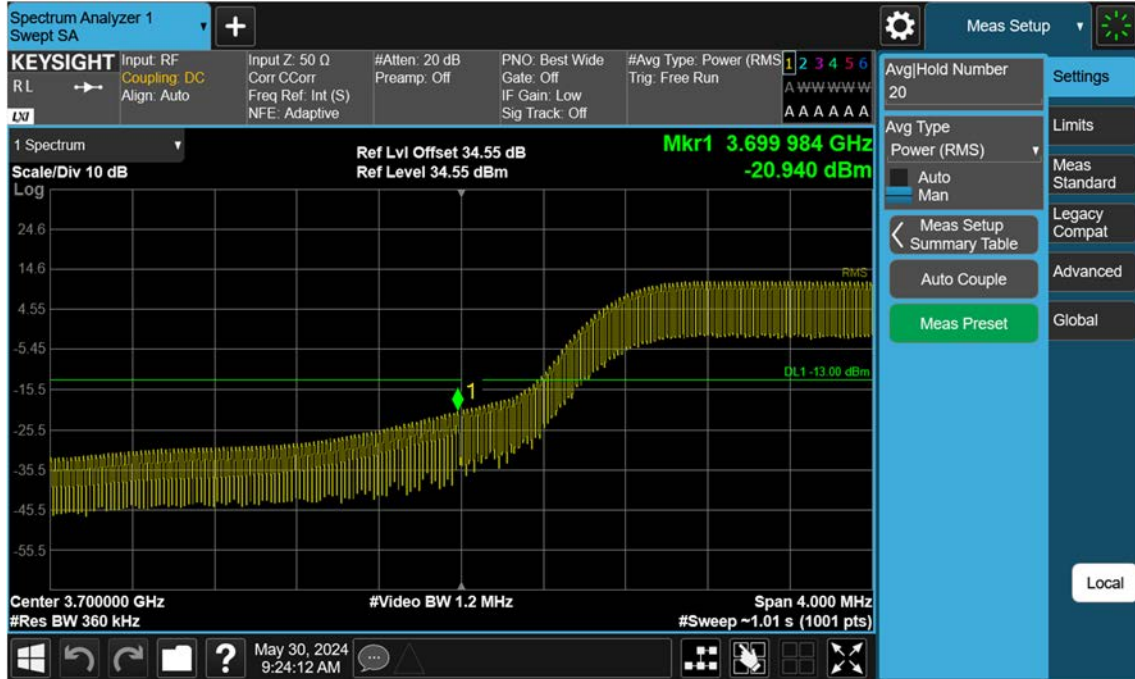 Spectrum Analyzer 1
Swept SA
+
Meas Setup
KEYSIGHT
R L
LXI
Input: RF
Coupling: DC
Align: Auto
Input Z: 50 Ω
Corr CCorr
Freq Ref: Int (S)
NFE: Adaptive
#Atten: 20 dB
Preamp: Off
PNO: Best Wide
Gate: Off
IF Gain: Low
Sig Track: Off
#Avg Type: Power (RMS
Trig: Free Run
1 2 3 4 5 6
A W W W W W
A A A A A A
1 Spectrum
Scale/Div 10 dB
Log
Ref Lvl Offset 34.55 dB
Ref Level 34.55 dBm
Mkr1 3.699 984 GHz
-20.940 dBm
24.6
14.6
4.55
-5.45
-15.5
-25.5
-35.5
-45.5
-55.5
RMS
DL1 -13.00 dBm
1
Center 3.700000 GHz
#Res BW 360 kHz
#Video BW 1.2 MHz
Span 4.000 MHz
#Sweep ~1.01 s (1001 pts)
?
May 30, 2024
9:24:12 AM
Avg|Hold Number
20
Avg Type
Power (RMS)
Auto
Man
Meas Setup
Summary Table
Auto Couple
Meas Preset
Settings
Limits
Meas
Standard
Legacy
Compat
Advanced
Global
Local